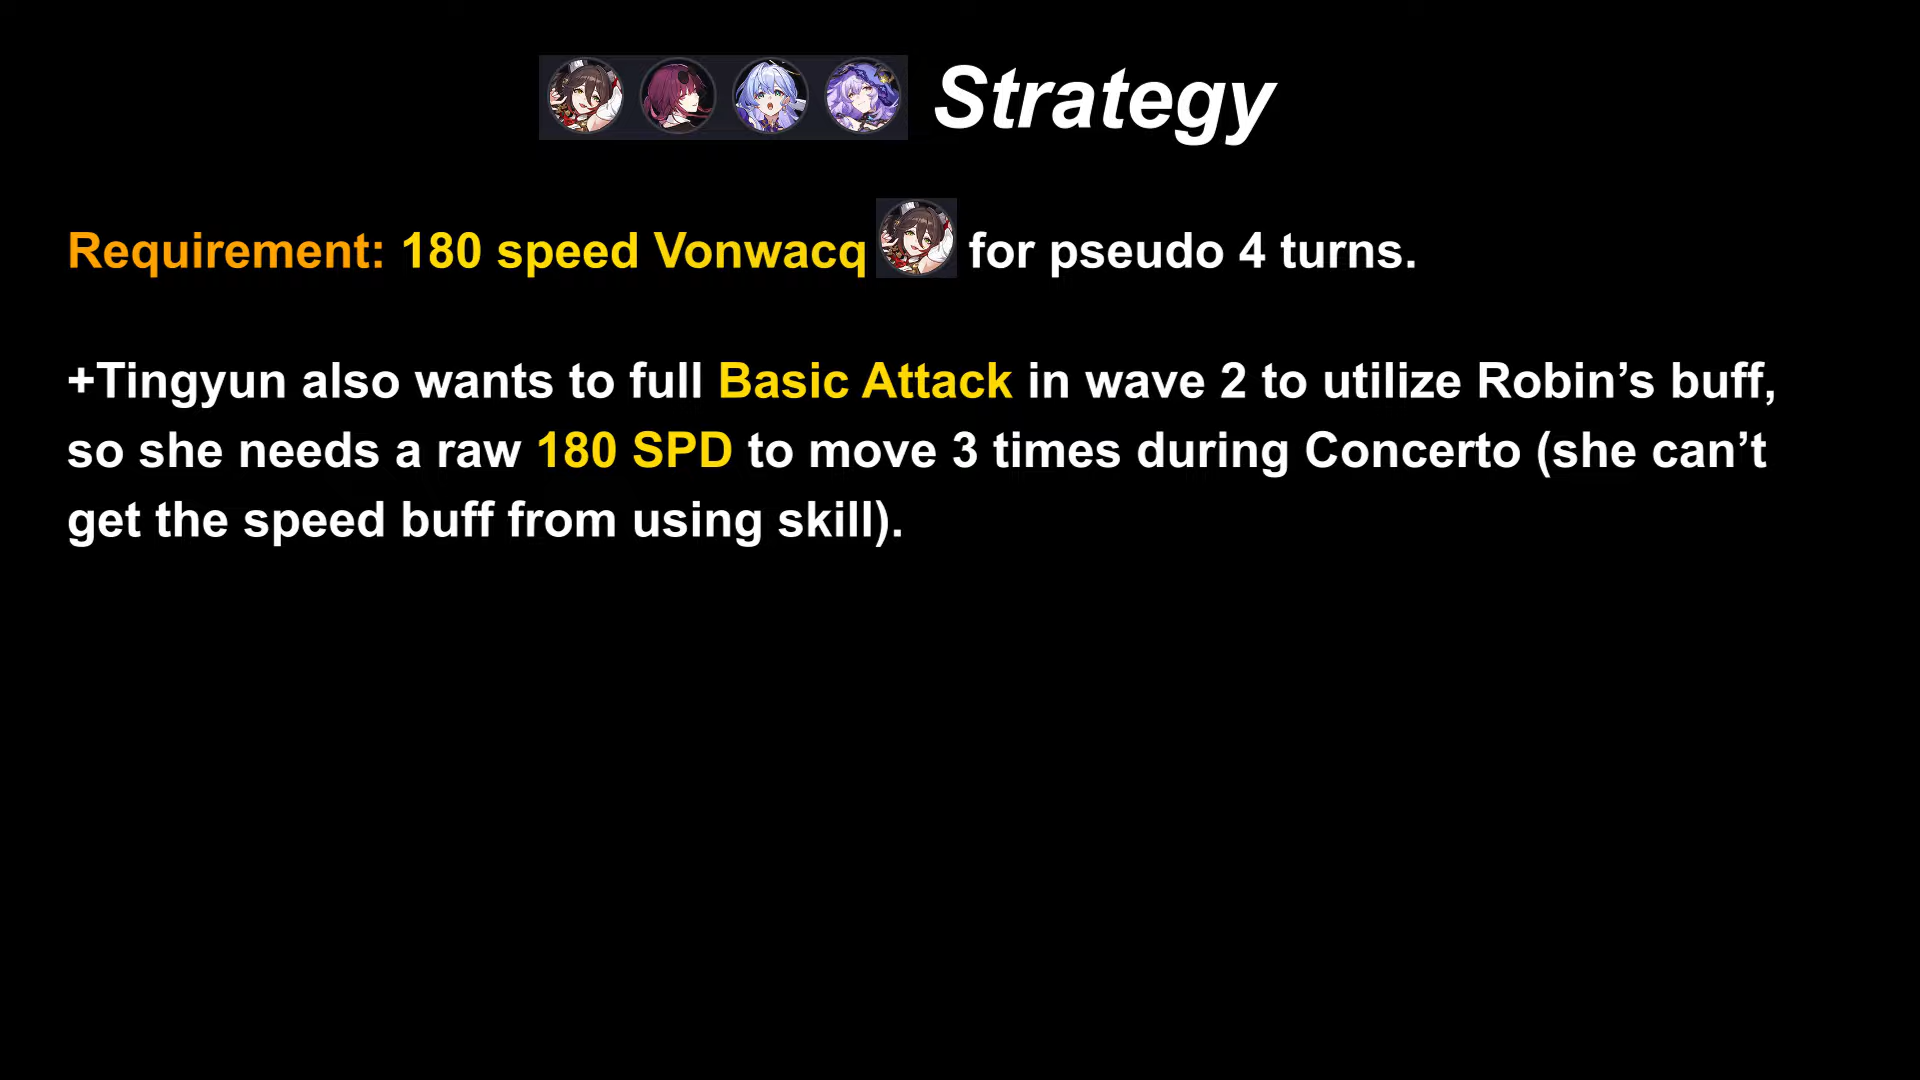 Strategy
Requirement: 180 speed Vonwacq for pseudo 4 turns.
+Tingyun also wants to full Basic Attack in wave 2 to utilize Robin’s buff,
so she needs a raw 180 SPD to move 3 times during Concerto (she can’t
get the speed buff from using skill).